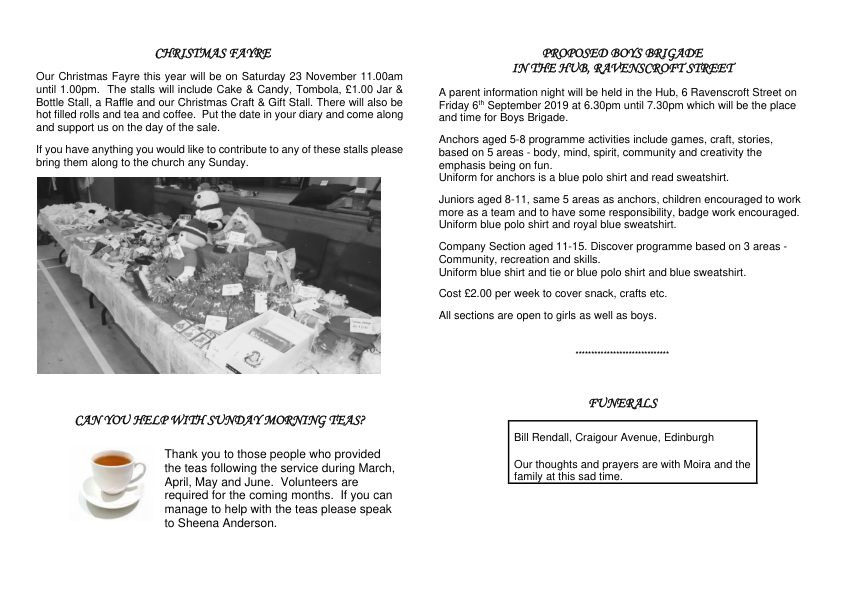 CHRISTMAS FAYRE
Our Christmas Fayre this year will be on Saturday 23 November 11.00am
until 1.00pm.  The stalls will include Cake & Candy, Tombola, £1.00 Jar &
Bottle Stall, a Raffle and our Christmas Craft & Gift Stall. There will also be
hot filled rolls and tea and coffee.  Put the date in your diary and come along
and support us on the day of the sale.
If you have anything you would like to contribute to any of these stalls please
bring them along to the church any Sunday.
CAN YOU HELP WITH SUNDAY MORNING TEAS?
Thank you to those people who provided
the teas following the service during March,
April, May and June.  Volunteers are
required for the coming months.  If you can
manage to help with the teas please speak
to Sheena Anderson.
PROPOSED BOYS BRIGADE
IN THE HUB, RAVENSCROFT STREET
A parent information night will be held in the Hub, 6 Ravenscroft Street on
Friday 6th September 2019 at 6.30pm until 7.30pm which will be the place
and time for Boys Brigade.
Anchors aged 5-8 programme activities include games, craft, stories,
based on 5 areas - body, mind, spirit, community and creativity the
emphasis being on fun.
Uniform for anchors is a blue polo shirt and read sweatshirt.
Juniors aged 8-11, same 5 areas as anchors, children encouraged to work
more as a team and to have some responsibility, badge work encouraged.
Uniform blue polo shirt and royal blue sweatshirt.
Company Section aged 11-15. Discover programme based on 3 areas -
Community, recreation and skills.
Uniform blue shirt and tie or blue polo shirt and blue sweatshirt.
Cost £2.00 per week to cover snack, crafts etc.
All sections are open to girls as well as boys.
*******************************
FUNERALS
Bill Rendall, Craigour Avenue, Edinburgh
Our thoughts and prayers are with Moira and the
family at this sad time.